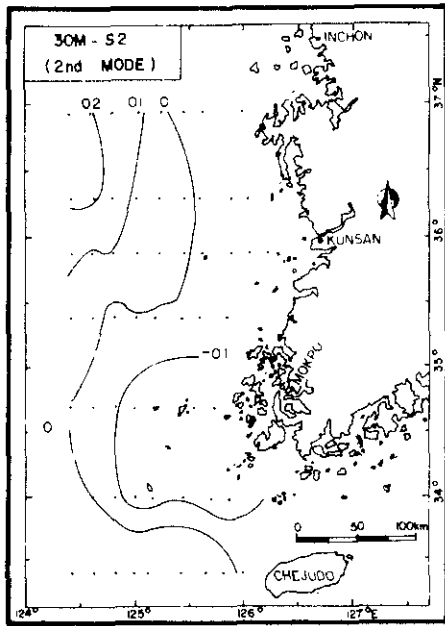 30M - S2
(2nd MODE)
INCHON
37°N
02 01 0
36°
KUNSAN
-01
35°
MOKPO
0
34°
0 50 100km
CHEJUDO
124° 125° 126° 127°E